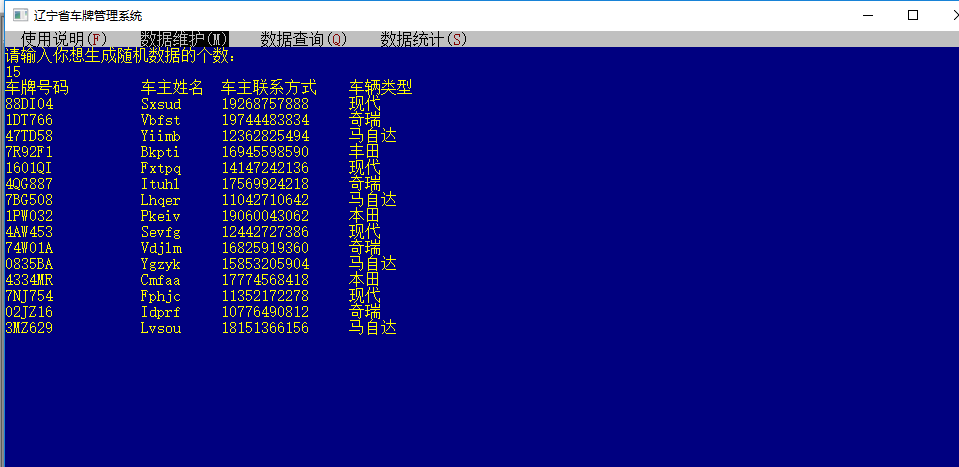 辽宁省车牌管理系统
使用说明(F) 数据维护(M) 数据查询(Q) 数据统计(S)
请输入你想生成随机数据的个数:
15
车牌号码 车主姓名 车主联系方式 车辆类型
88DI04 Sxsud 19268757888 现代
1DT766 Vbfst 19744483834 奇瑞
47TD58 Yiimb 12362825494 马自达
7R92F1 Bkpti 16945598590 丰田
1601QI Fxtpq 14147242136 现代
4QG887 Ituhl 17569924218 奇瑞
7BG508 Lhqer 11042710642 马自达
1PW032 Pkeiv 19060043062 本田
4AW453 Sevfg 12442727386 现代
74W01A Vdjlm 16825919360 奇瑞
0835BA Ygzyk 15853205904 马自达
4334MR Cmfaa 17774568418 本田
7NJ754 Fphjc 11352172278 现代
02JZ16 Idprf 10776490812 奇瑞
3MZ629 Lvsou 18151366156 马自达